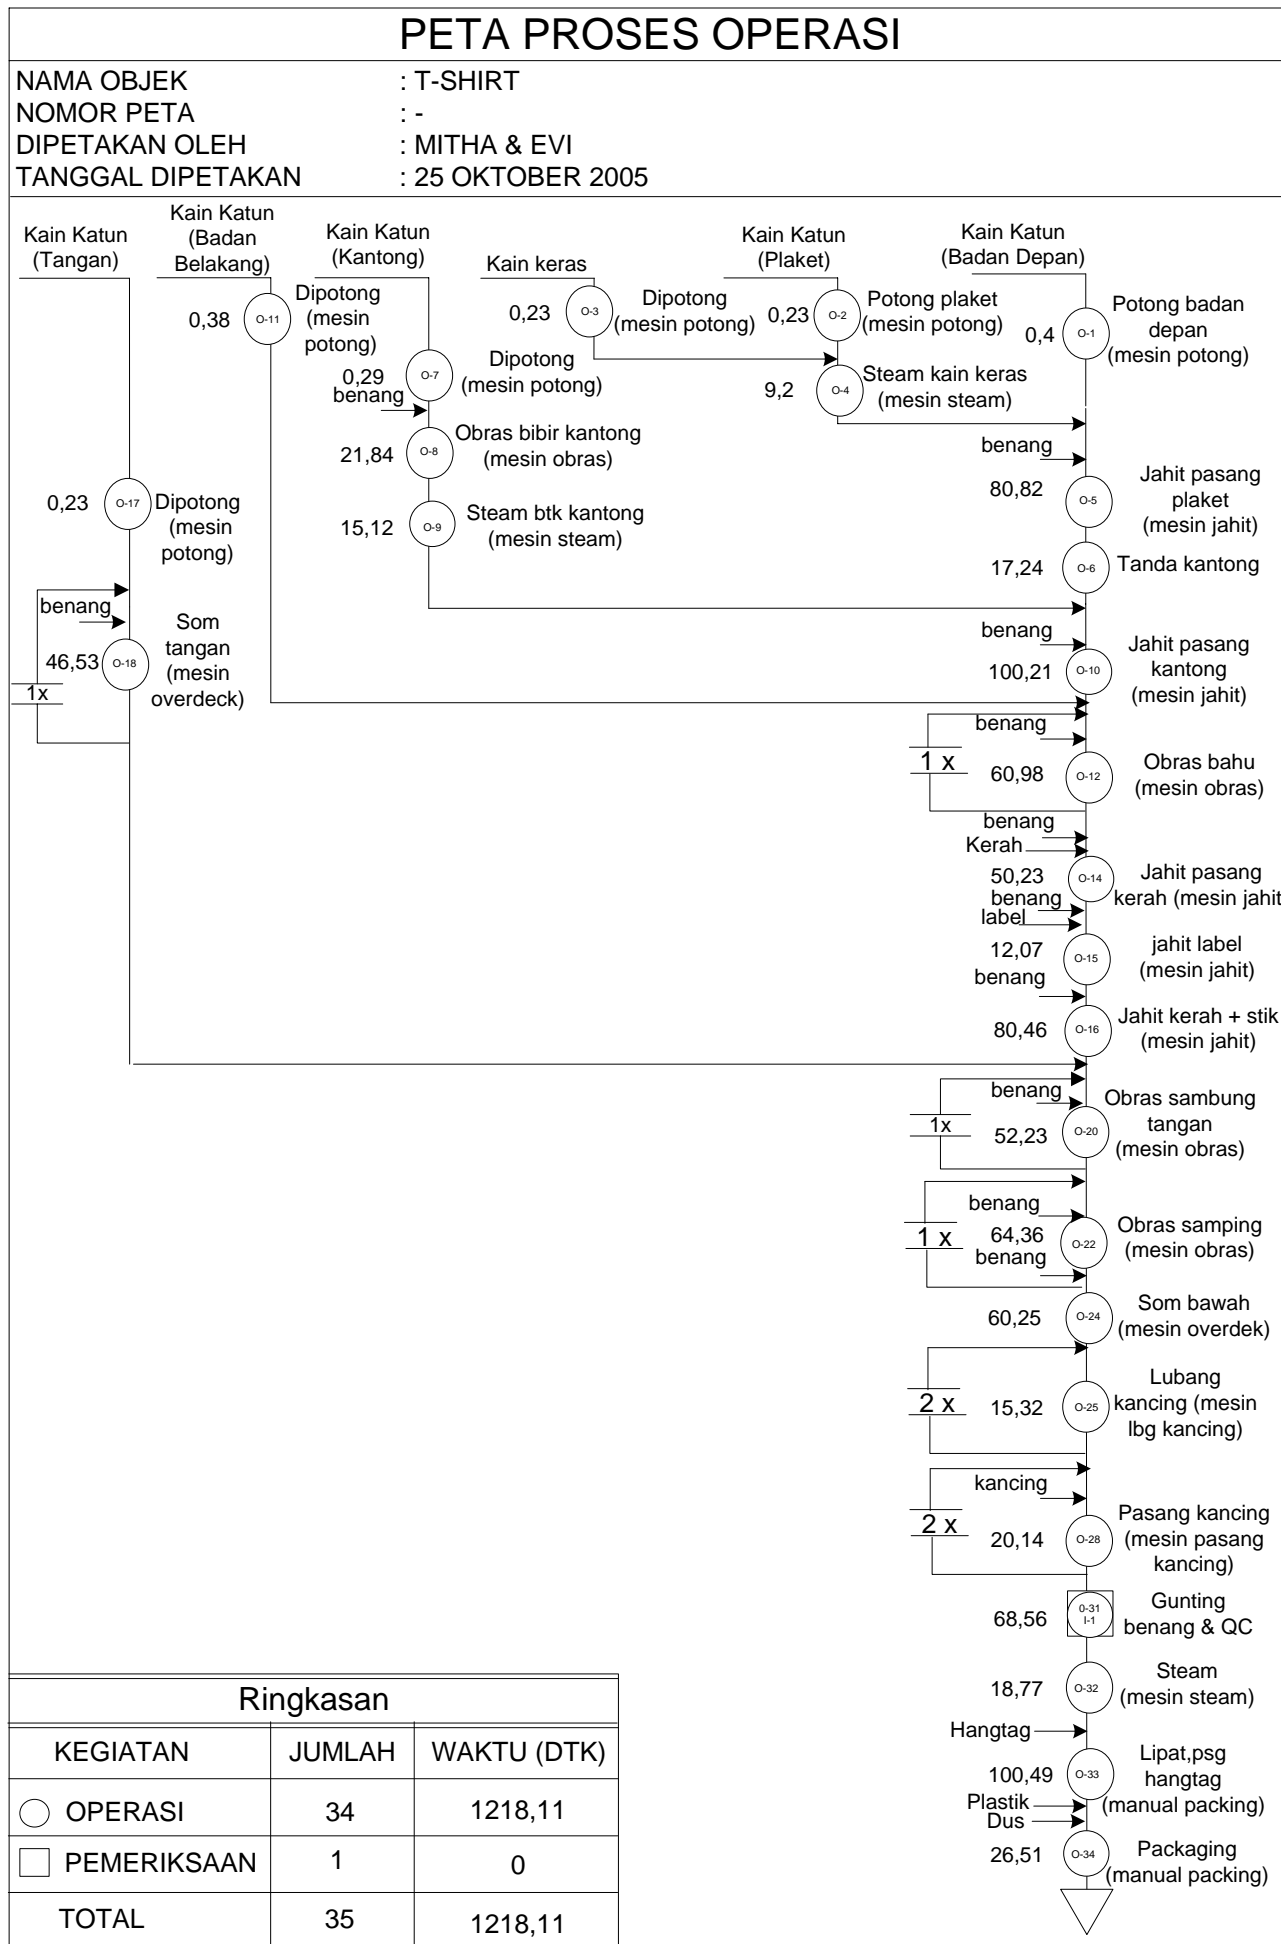 PETA PROSES OPERASI
NAMA OBJEK : T-SHIRT
NOMOR PETA : -
DIPETAKAN OLEH : MITHA & EVI
TANGGAL DIPETAKAN : 25 OKTOBER 2005
Kain Katun
(Tangan)
0,23
O-17
Dipotong
(mesin
potong)
benang
46,53
O-18
Som
tangan
(mesin
overdeck)
1x
Kain Katun
(Badan
Belakang)
0,38
O-11
Dipotong
(mesin
potong)
Kain Katun
(Kantong)
0,29
O-7
Dipotong
(mesin potong)
benang
21,84
O-8
Obras bibir kantong
(mesin obras)
15,12
O-9
Steam btk kantong
(mesin steam)
Kain keras
0,23
O-3
Dipotong
(mesin potong)
Kain Katun
(Plaket)
0,23
O-2
Potong plaket
(mesin potong)
9,2
O-4
Steam kain keras
(mesin steam)
Kain Katun
(Badan Depan)
0,4
O-1
Potong badan
depan
(mesin potong)
benang
80,82
O-5
Jahit pasang
plaket
(mesin jahit)
17,24
O-6
Tanda kantong
benang
100,21
O-10
Jahit pasang
kantong
(mesin jahit)
benang
1 x
60,98
O-12
Obras bahu
(mesin obras)
benang
Kerah
50,23
O-14
Jahit pasang
kerah (mesin jahit
benang
label
12,07
O-15
jahit label
(mesin jahit)
benang
80,46
O-16
Jahit kerah + stik
(mesin jahit)
benang
1x
52,23
O-20
Obras sambung
tangan
(mesin obras)
benang
1 x
64,36
O-22
Obras samping
(mesin obras)
benang
60,25
O-24
Som bawah
(mesin overdek)
2 x
15,32
O-25
Lubang
kancing (mesin
lbg kancing)
kancing
2 x
20,14
O-28
Pasang kancing
(mesin pasang
kancing)
68,56
0-31
I-1
Gunting
benang & QC
18,77
O-32
Steam
(mesin steam)
Hangtag
100,49
O-33
Lipat,psg
hangtag
(manual packing)
Plastik
Dus
26,51
O-34
Packaging
(manual packing)
Ringkasan
KEGIATAN JUMLAH WAKTU (DTK)
OPERASI 34 1218,11
PEMERIKSAAN 1 0
TOTAL 35 1218,11